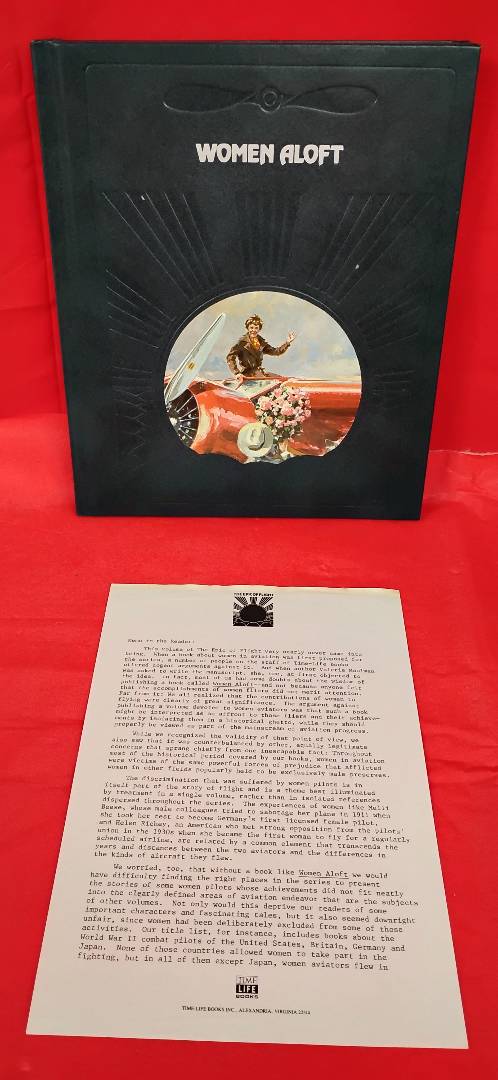 WOMEN ALOFT
THE EPIC OF FLIGHT
Memo to the Reader:
This volume of The Epic of Flight very nearly never came into
being. When a book about women in aviation was first proposed for
the series, a number of people on the staff of Time-Life Books
offered cogent arguments against it. And when author Valerie Moolman
was asked to write the manuscript, she, too, at first objected to
the idea. In fact, most of us had some doubts about the wisdom of
publishing a book called Women Aloft--and not because anyone felt
that the accomplishments of women fliers did not merit attention.
Far from it: We all realized that the contributions of women to
flying were clearly of great significance. The argument against
publishing a volume devoted to women aviators was that such a book
might be interpreted as an affront to those fliers and their achieve-
ments by isolating them in a historical ghetto, while they should
properly be viewed as part of the mainstream of aviation progress.
While we recognized the validity of that point of view, we
also saw that it was counterbalanced by other, equally legitimate
concerns that sprang chiefly from one inescapable fact: Throughout
most of the historical period covered by our books, women in aviation
were victims of the same powerful forces of prejudice that afflicted
women in other fields popularly held to be exclusively male preserves.
The discrimination that was suffered by women pilots is in
itself part of the story of flight and is a theme best illuminated
by treatment in a single volume, rather than in isolated references
dispersed throughout the series. The experiences of women like Melli
Beese, whose male colleagues tried to sabotage her plane in 1911 when
she took her test to become Germany's first licensed female pilot,
and Helen Richey, an American who met strong opposition from the pilots'
union in the 1930s when she became the first woman to fly for a regularly
scheduled airline, are related by a common element that transcends the
years and distances between the two aviators and the differences in
the kinds of aircraft they flew.
We worried, too, that without a book like Women Aloft we would
have difficulty finding the right places in the series to present
the stories of some women pilots whose achievements did not fit neatly
into the clearly defined areas of aviation endeavor that are the subjects
of other volumes. Not only would this deprive our readers of some
important characters and fascinating tales, but it also seemed downright
unfair, since women had been deliberately excluded from some of those
activities. Our title list, for instance, includes books about the
World War II combat pilots of the United States, Britain, Germany and
Japan. None of those countries allowed women to take part in the
fighting, but in all of them except Japan, women aviators flew in
TIME
LIFE
BOOKS
TIME-LIFE BOOKS INC., ALEXANDRIA, VIRGINIA 22314